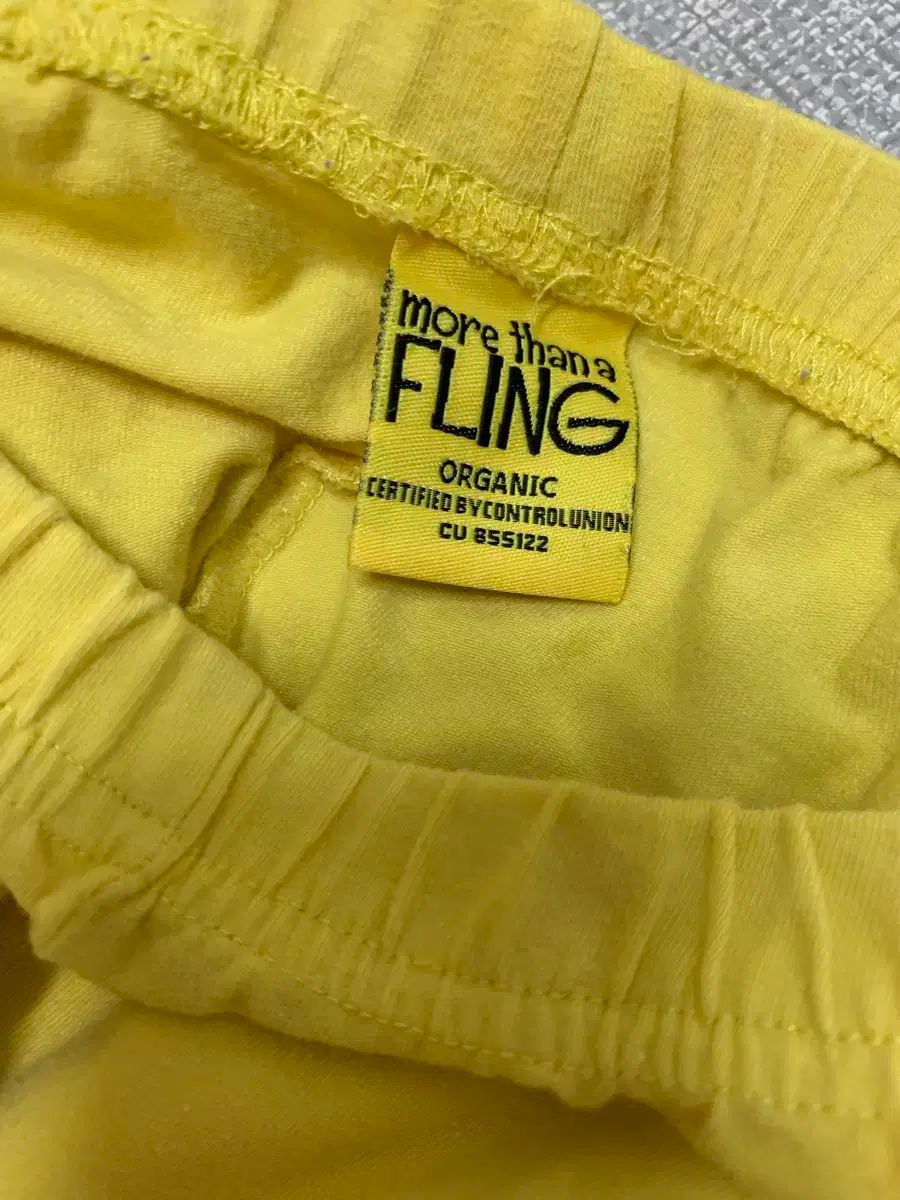 more than a
FLING
ORGANIC
CERTIFIED BYCONTROLUNION
CU 855122